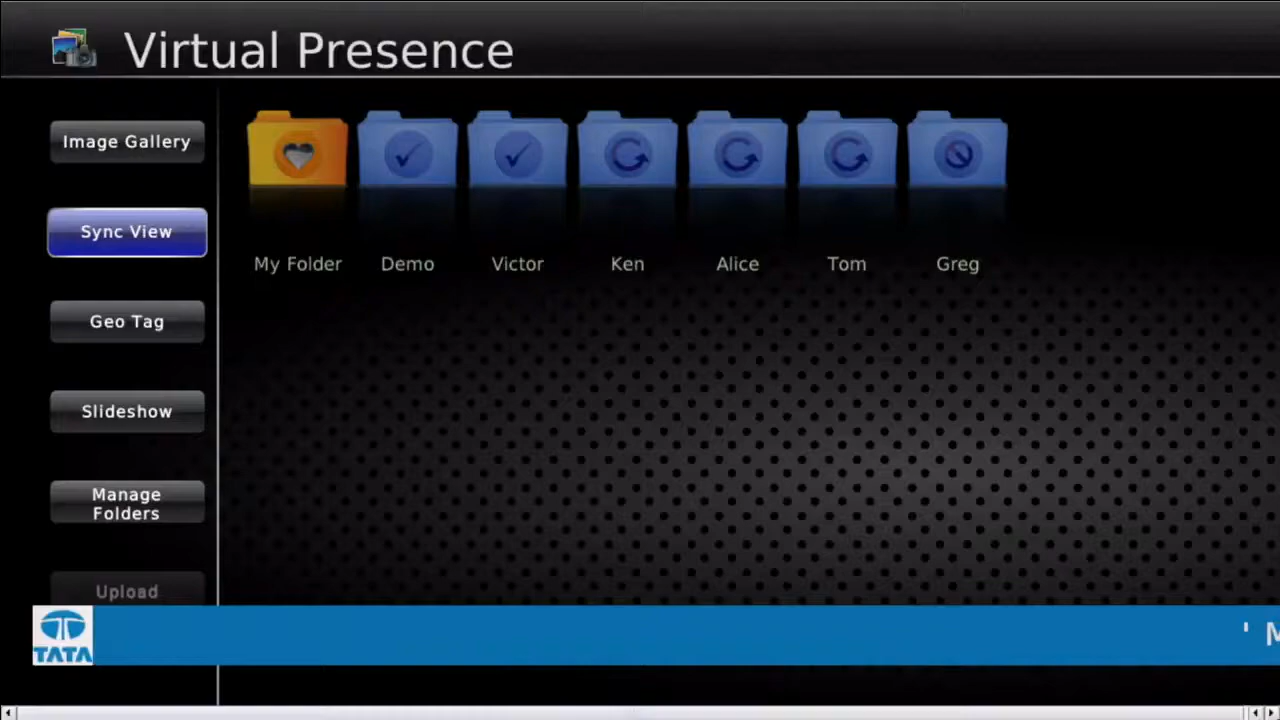 Virtual Presence
Image Gallery
Sync View
Geo Tag
Slideshow
Manage
Folders
Upload
My Folder
Demo
Victor
Ken
Alice
Tom
Greg
TATA
' M